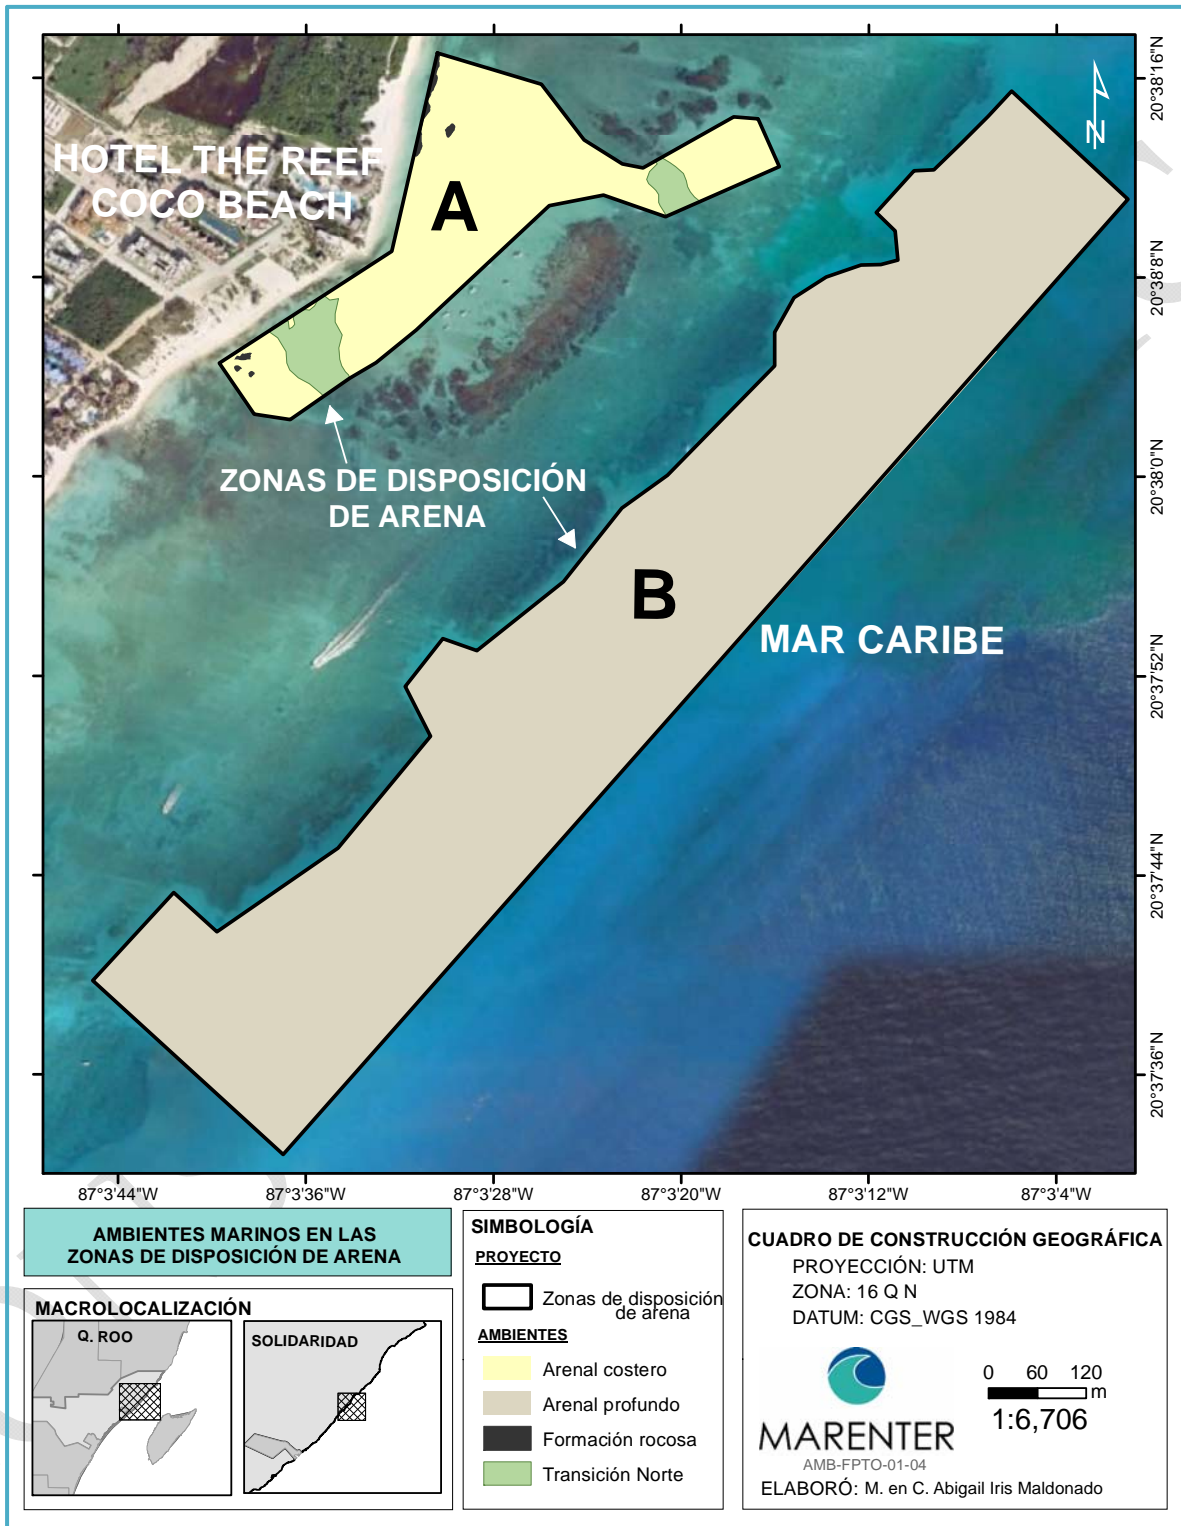 HOTEL THE REEF
COCO BEACH
A
N
ZONAS DE DISPOSICIÓN
DE ARENA
B
MAR CARIBE
20°38'16"N
20°38'8"N
20°38'0"N
20°37'52"N
20°37'44"N
20°37'36"N
87°3'44"W
87°3'36"W
87°3'28"W
87°3'20"W
87°3'12"W
87°3'4"W
AMBIENTES MARINOS EN LAS
ZONAS DE DISPOSICIÓN DE ARENA
MACROLOCALIZACIÓN
Q. ROO
SOLIDARIDAD
SIMBOLOGÍA
PROYECTO
Zonas de disposición
de arena
AMBIENTES
Arenal costero
Arenal profundo
Formación rocosa
Transición Norte
CUADRO DE CONSTRUCCIÓN GEOGRÁFICA
PROYECCIÓN: UTM
ZONA: 16 Q N
DATUM: CGS_WGS 1984
0 60 120
m
1:6,706
MARENTER
AMB-FPTO-01-04
ELABORÓ: M. en C. Abigail Iris Maldonado